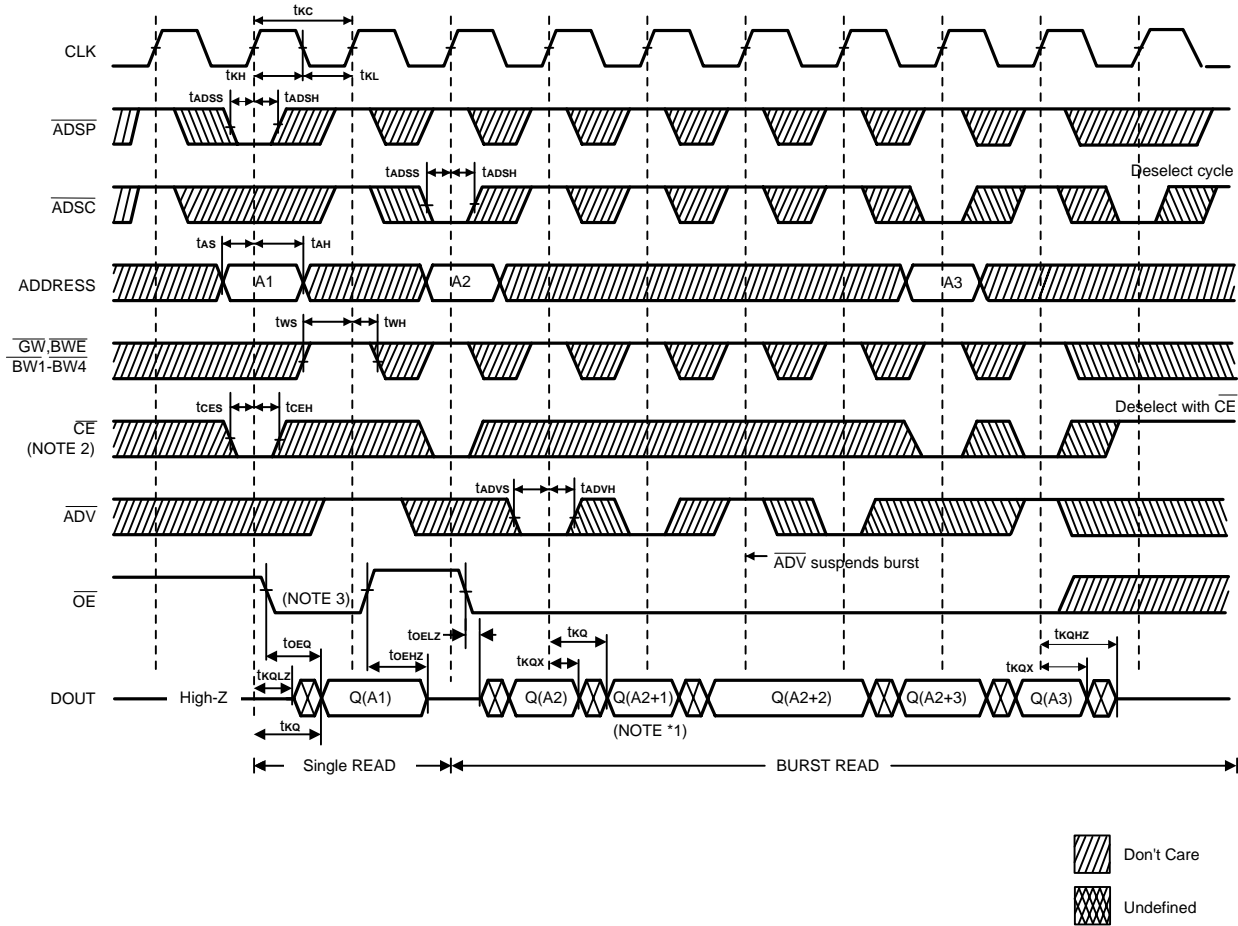 tKC
CLK
tKH
tKL
tADSS
tADSH
ADSP
Deselect cycle
tADSS
tADSH
ADSC
tAS
tAH
ADDRESS
A1
A2
A3
tWS
tWH
GW,BWE
BW1-BW4
Deselect with CE
tCES
tCEH
CE
(NOTE 2)
tADVS
tADVH
ADV
ADV suspends burst
OE
(NOTE 3)
tOELZ
tKQ
tKQHZ
tOEQ
tOEHZ
tKQX
tKQX
tKQLZ
DOUT
High-Z
Q(A1)
Q(A2)
Q(A2+1)
Q(A2+2)
Q(A2+3)
Q(A3)
tKQ
(NOTE *1)
Single READ
BURST READ
Don't Care
Undefined